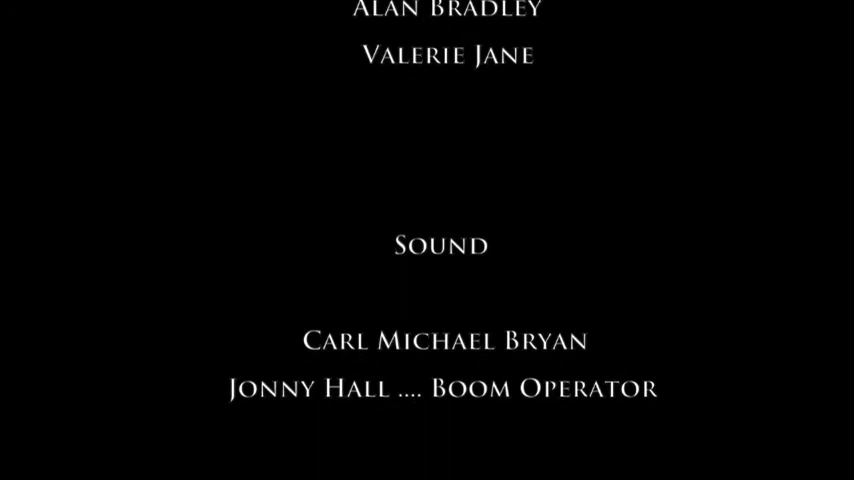 Alan Bradley
Valerie Jane
Sound
Carl Michael Bryan
Jonny Hall .... Boom Operator